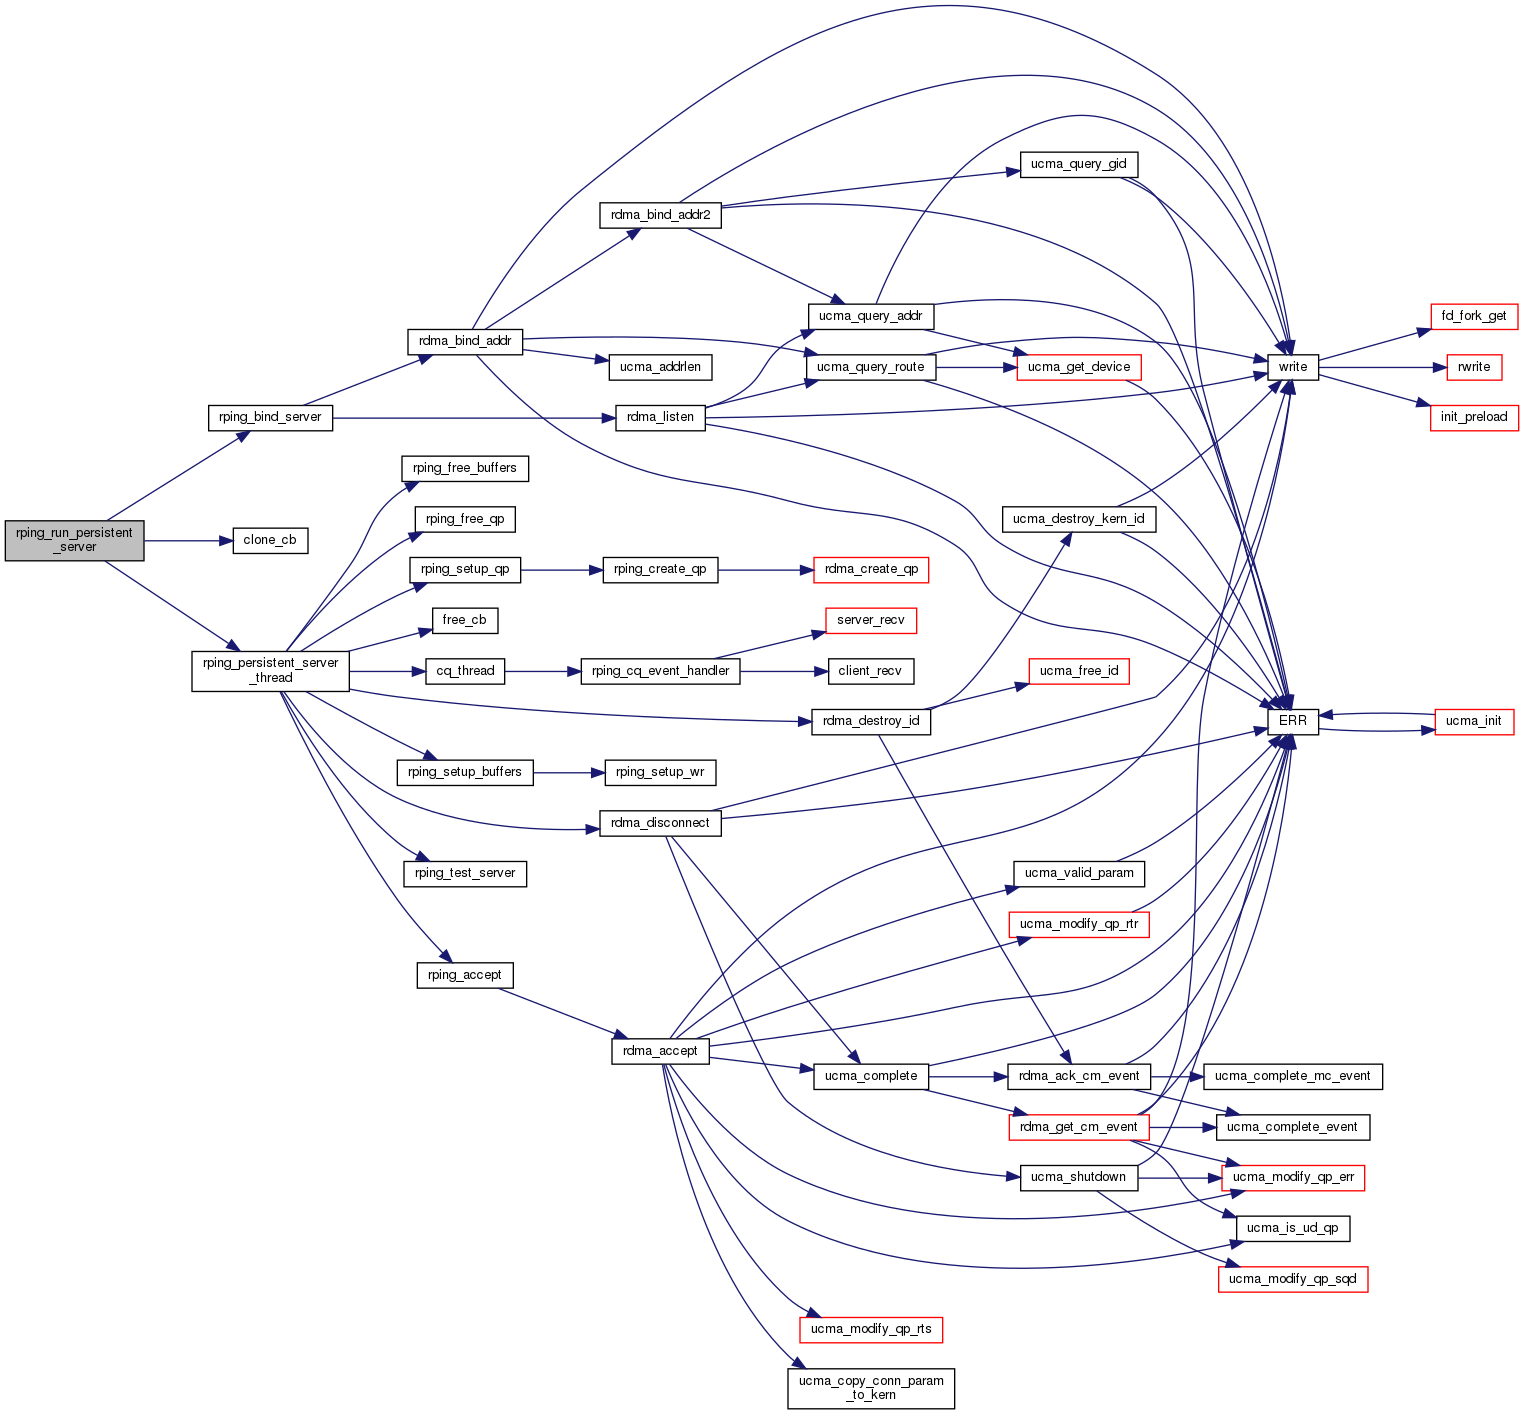 ucma_query_gid
rdma_bind_addr2
ucma_query_addr
fd_fork_get
rdma_bind_addr
ucma_addrlen
ucma_query_route
ucma_get_device
write
rwrite
rping_bind_server
rdma_listen
init_preload
rping_free_buffers
rping_run_persistent
_server
clone_cb
rping_free_qp
ucma_destroy_kern_id
rping_setup_qp
rping_create_qp
rdma_create_qp
free_cb
server_recv
rping_persistent_server
_thread
cq_thread
rping_cq_event_handler
client_recv
ucma_free_id
rdma_destroy_id
ERR
ucma_init
rping_setup_buffers
rping_setup_wr
rdma_disconnect
rping_test_server
ucma_valid_param
ucma_modify_qp_rtr
rping_accept
rdma_accept
ucma_complete
rdma_ack_cm_event
ucma_complete_mc_event
rdma_get_cm_event
ucma_complete_event
ucma_shutdown
ucma_modify_qp_err
ucma_is_ud_qp
ucma_modify_qp_sqd
ucma_modify_qp_rts
ucma_copy_conn_param
_to_kern